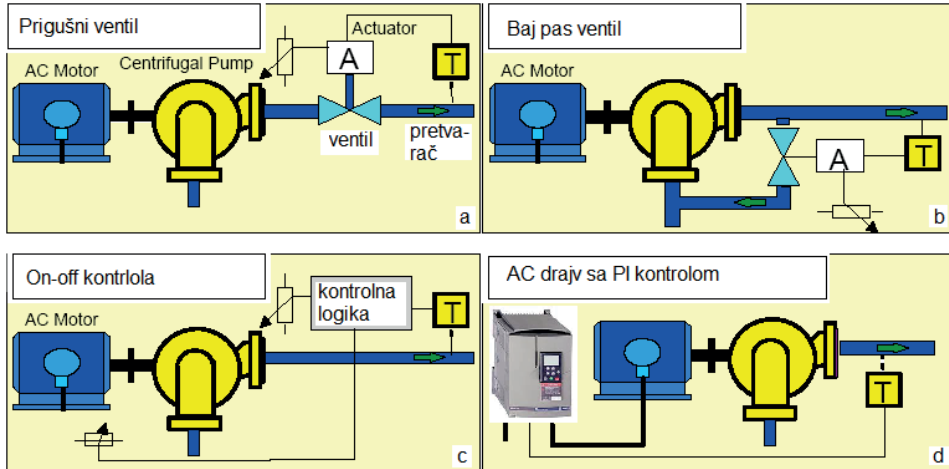 Prigušni ventil
Actuator
A
T
AC Motor
Centrifugal Pump
ventil
pretva-
rač
a
Baj pas ventil
AC Motor
A
T
b
On-off kontrlola
kontrolna
logika
T
AC Motor
c
AC drajv sa PI kontrolom
T
d